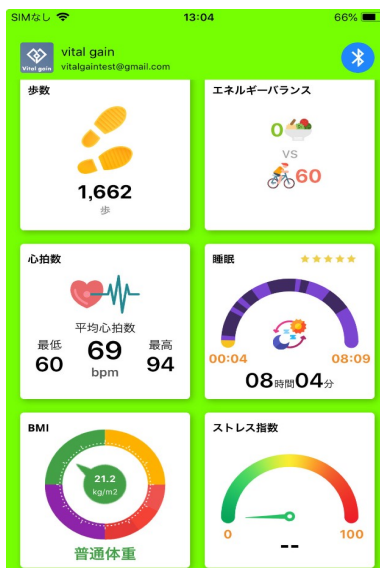 SIMなし 13:04 66%
vital gain
Vital gain
vitalgaintest@gmail.com
歩数
1,662
歩
エネルギーバランス
0
VS
60
心拍数
平均心拍数
最低 69 最高
60 bpm 94
睡眠
00:04 08:09
08時間04分
BMI
21.2
kg/m2
普通体重
ストレス指数
0 100
--